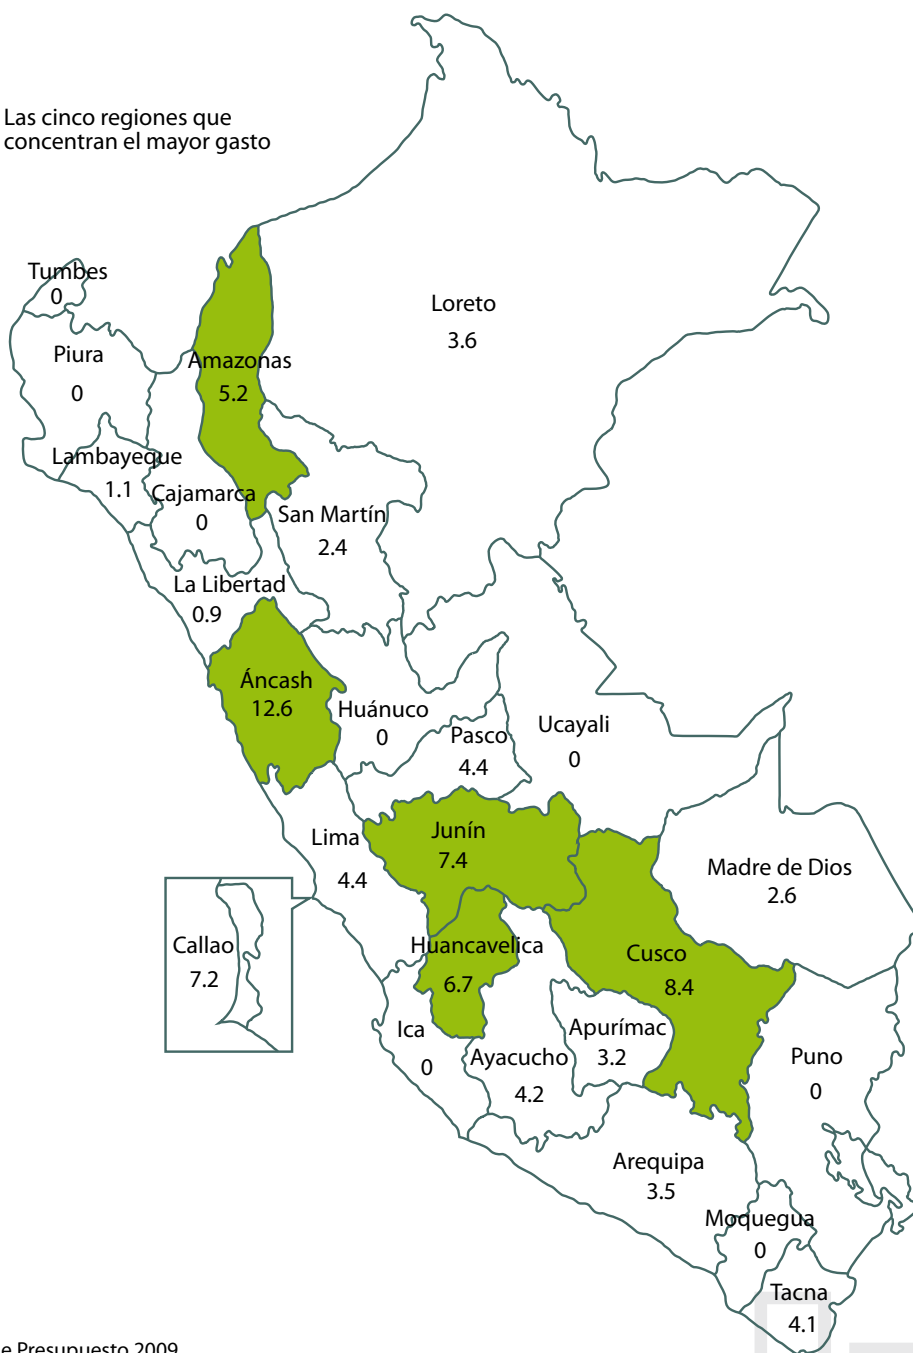 Las cinco regiones que
concentran el mayor gasto
Tumbes
0
Piura
0
Lambayeque
1.1
Cajamarca
0
Amazonas
5.2
Loreto
3.6
San Martín
2.4
La Libertad
0.9
Áncash
12.6
Huánuco
0
Pasco
4.4
Ucayali
0
Lima
4.4
Junín
7.4
Madre de Dios
2.6
Callao
7.2
Huancavelica
6.7
Cusco
8.4
Ica
0
Ayacucho
4.2
Apurímac
3.2
Puno
0
Arequipa
3.5
Moquegua
0
Tacna
4.1
e Presupuesto 2009